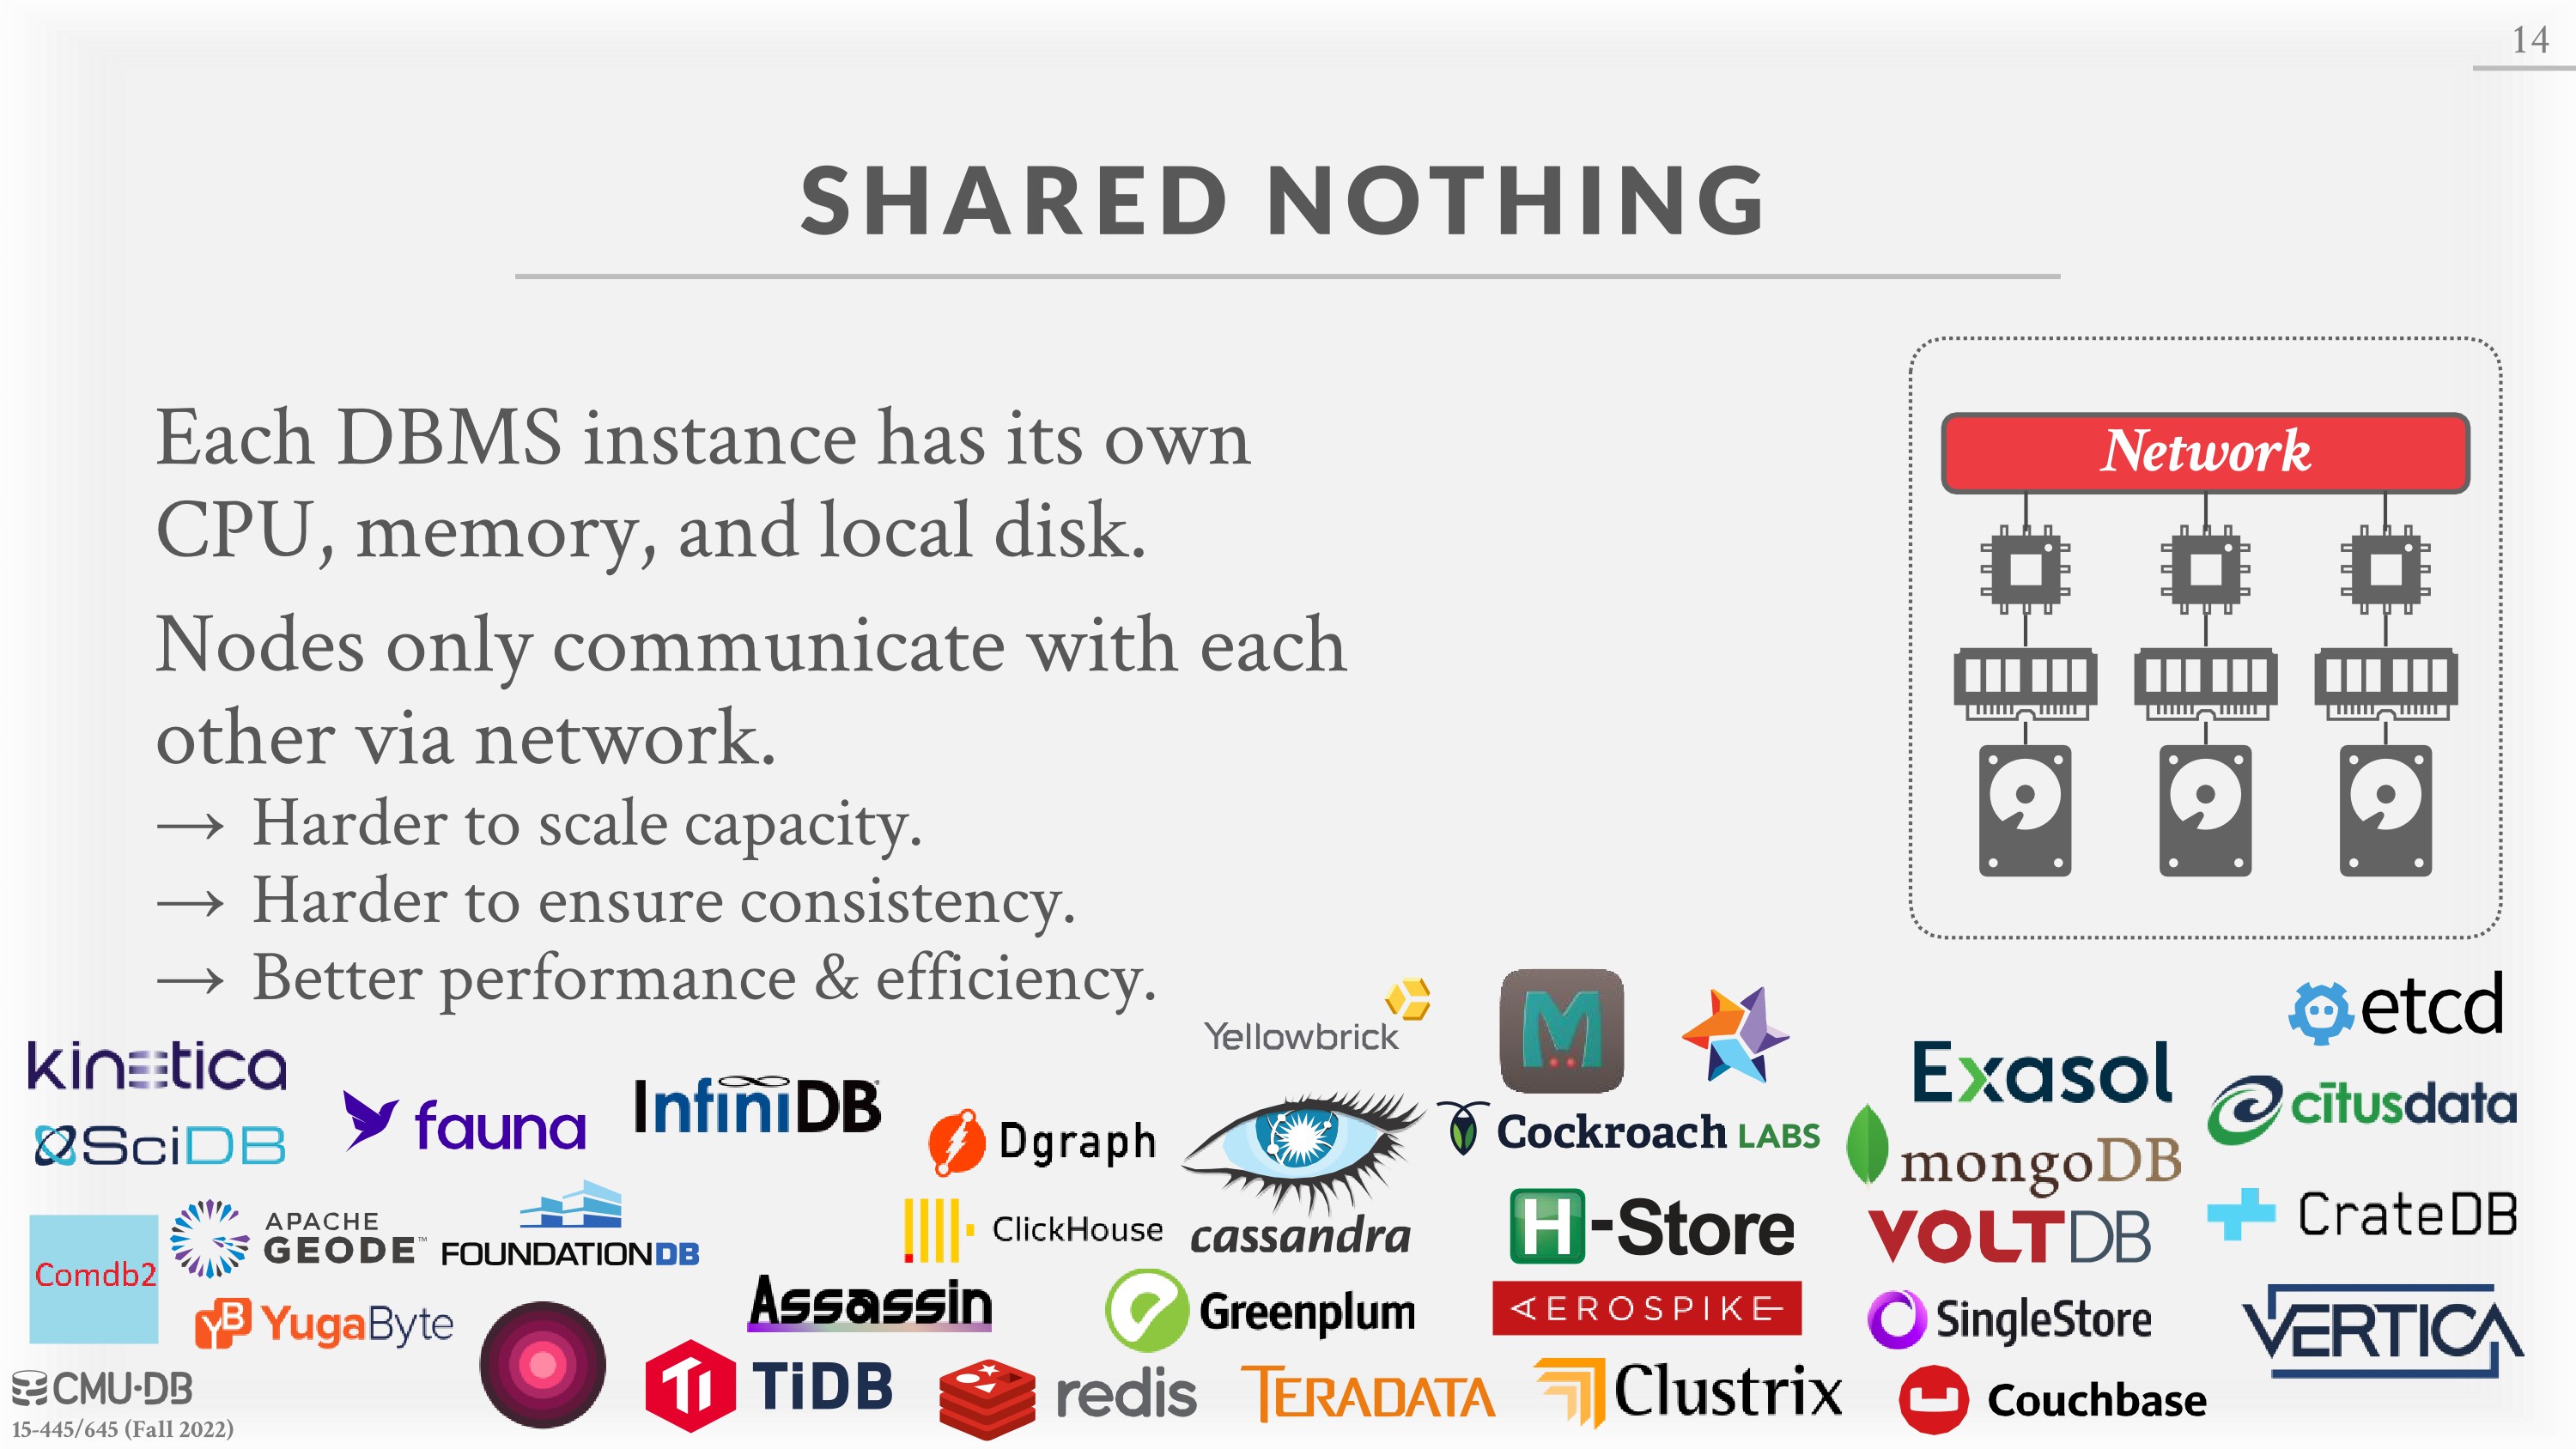 14
SHARED NOTHING
Each DBMS instance has its own
CPU, memory, and local disk.
Nodes only communicate with each
other via network.
→ Harder to scale capacity.
→ Harder to ensure consistency.
→ Better performance & efficiency.
Network
Yellowbrick
M
etcd
kinetica
Exasol
fauna
InfiniDB
citusdata
SciDB
Dgraph
Cockroach LABS
mongoDB
APACHE
GEODE™
FOUNDATIONDB
ClickHouse
cassandra
H-Store
VOLTDB
CrateDB
Comdb2
YB YugaByte
Assassin
Greenplum
AEROSPIKE
SingleStore
VERTICA
TiDB
redis
TERADATA
Clustrix
Couchbase
CMU·DB
15-445/645 (Fall 2022)